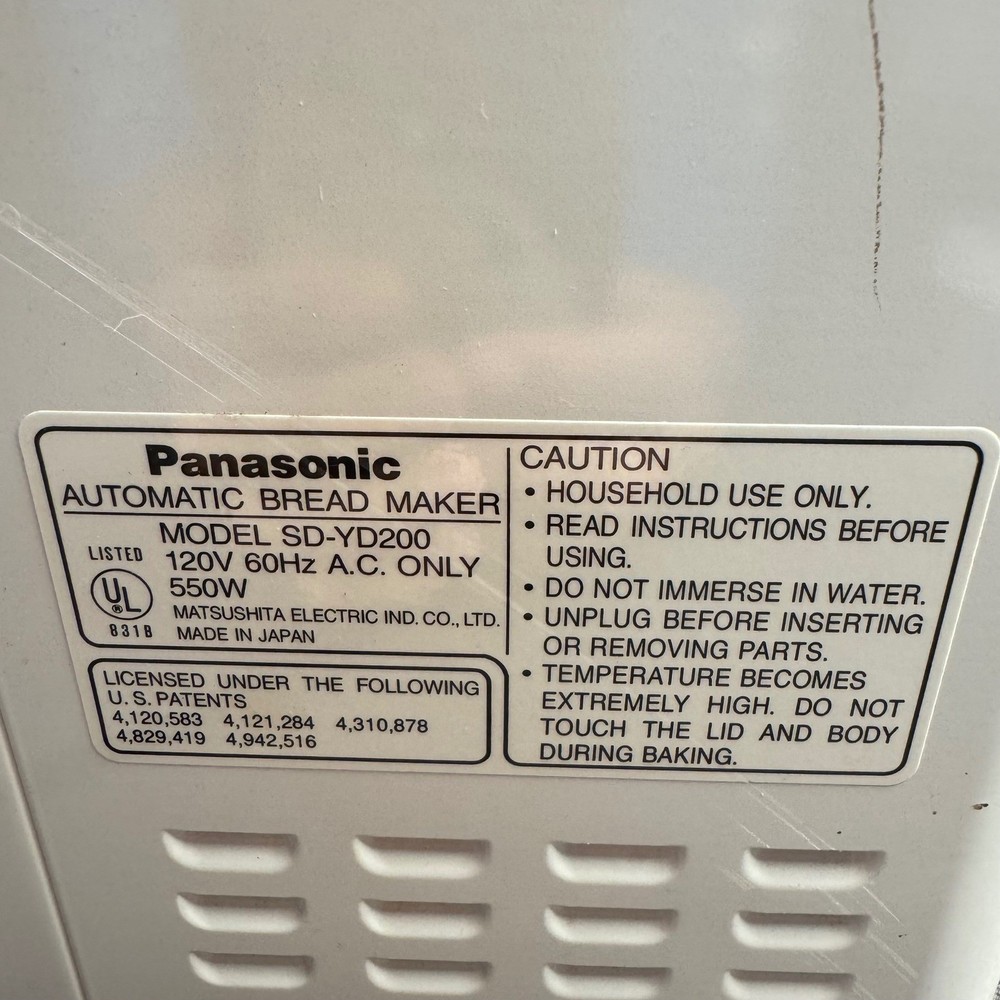 Panasonic
AUTOMATIC BREAD MAKER
MODEL SD-YD200
120V 60Hz A.C. ONLY
550W
MATSUSHITA ELECTRIC IND. CO., LTD.
MADE IN JAPAN
LISTED
UL
®
831B
LICENSED UNDER THE FOLLOWING
U.S. PATENTS
4,120,583 4,121,284 4,310,878
4,829,419 4,942,516
CAUTION
• HOUSEHOLD USE ONLY.
• READ INSTRUCTIONS BEFORE
USING.
• DO NOT IMMERSE IN WATER.
• UNPLUG BEFORE INSERTING
OR REMOVING PARTS.
• TEMPERATURE BECOMES
EXTREMELY HIGH. DO NOT
TOUCH THE LID AND BODY
DURING BAKING.